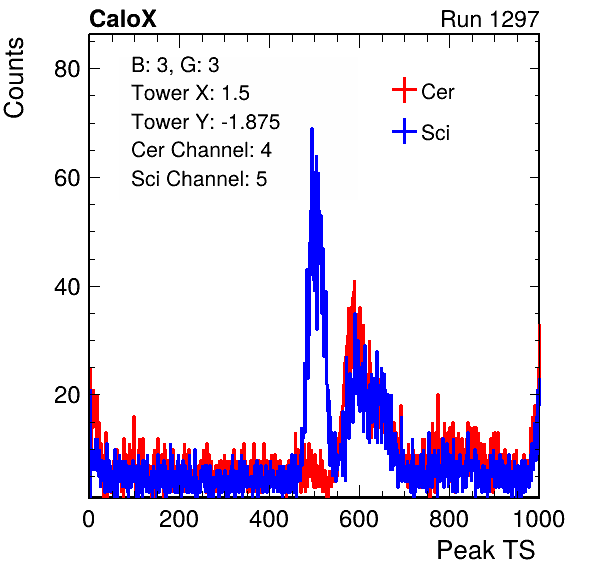 CaloX Run 1297
Counts
B: 3, G: 3
Tower X: 1.5
Tower Y: -1.875
Cer Channel: 4
Sci Channel: 5
Cer
Sci
80
60
40
20
0 200 400 600 800 1000
Peak TS